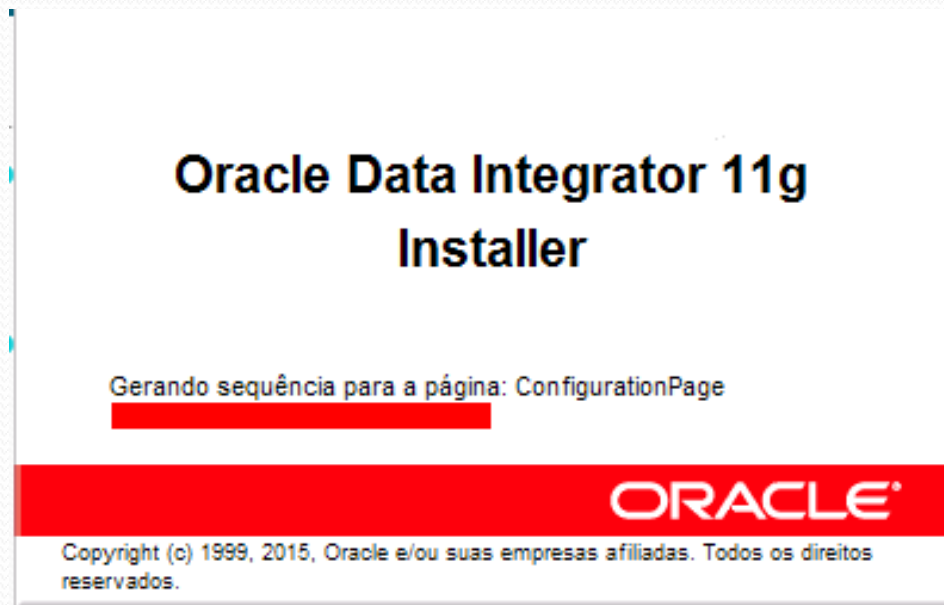 Oracle Data Integrator 11g
Installer
Gerando sequência para a página: ConfigurationPage
ORACLE®
Copyright (c) 1999, 2015, Oracle e/ou suas empresas afiliadas. Todos os direitos
reservados.